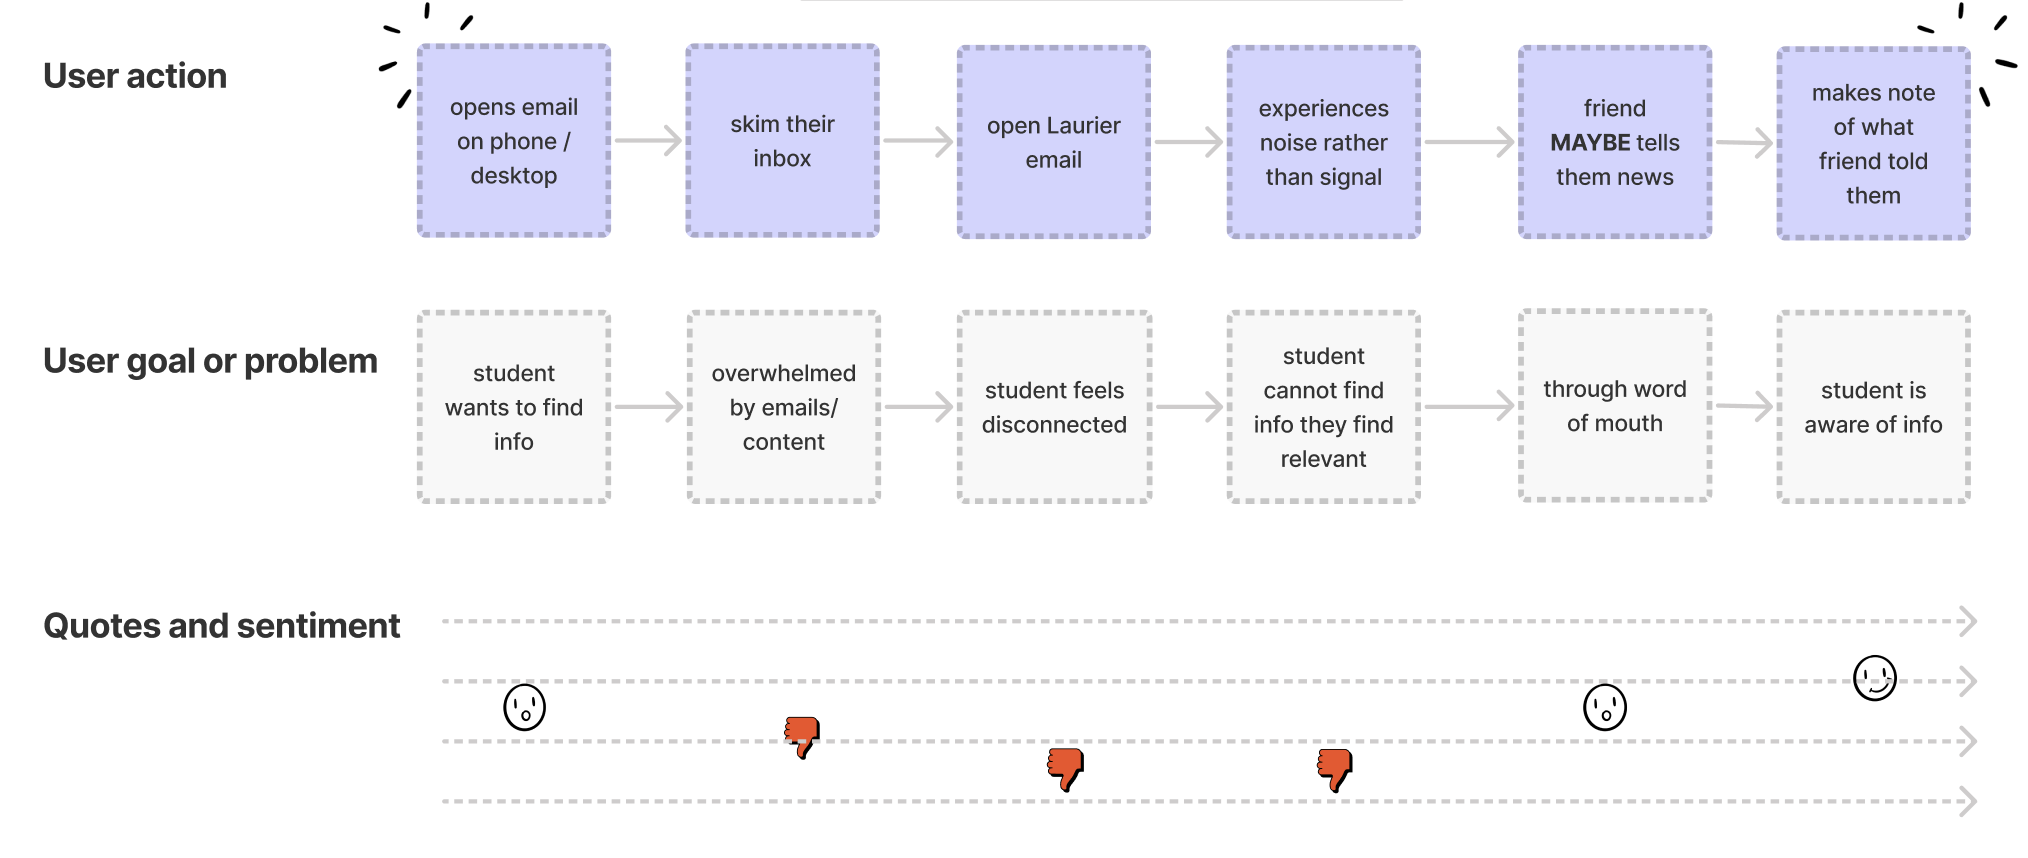 User action
opens email
on phone /
desktop
skim their
inbox
open Laurier
email
experiences
noise rather
than signal
friend
MAYBE tells
them news
makes note
of what
friend told
them
User goal or problem
student
wants to find
info
overwhelmed
by emails/
content
student feels
disconnected
student
cannot find
info they find
relevant
through word
of mouth
student is
aware of info
Quotes and sentiment